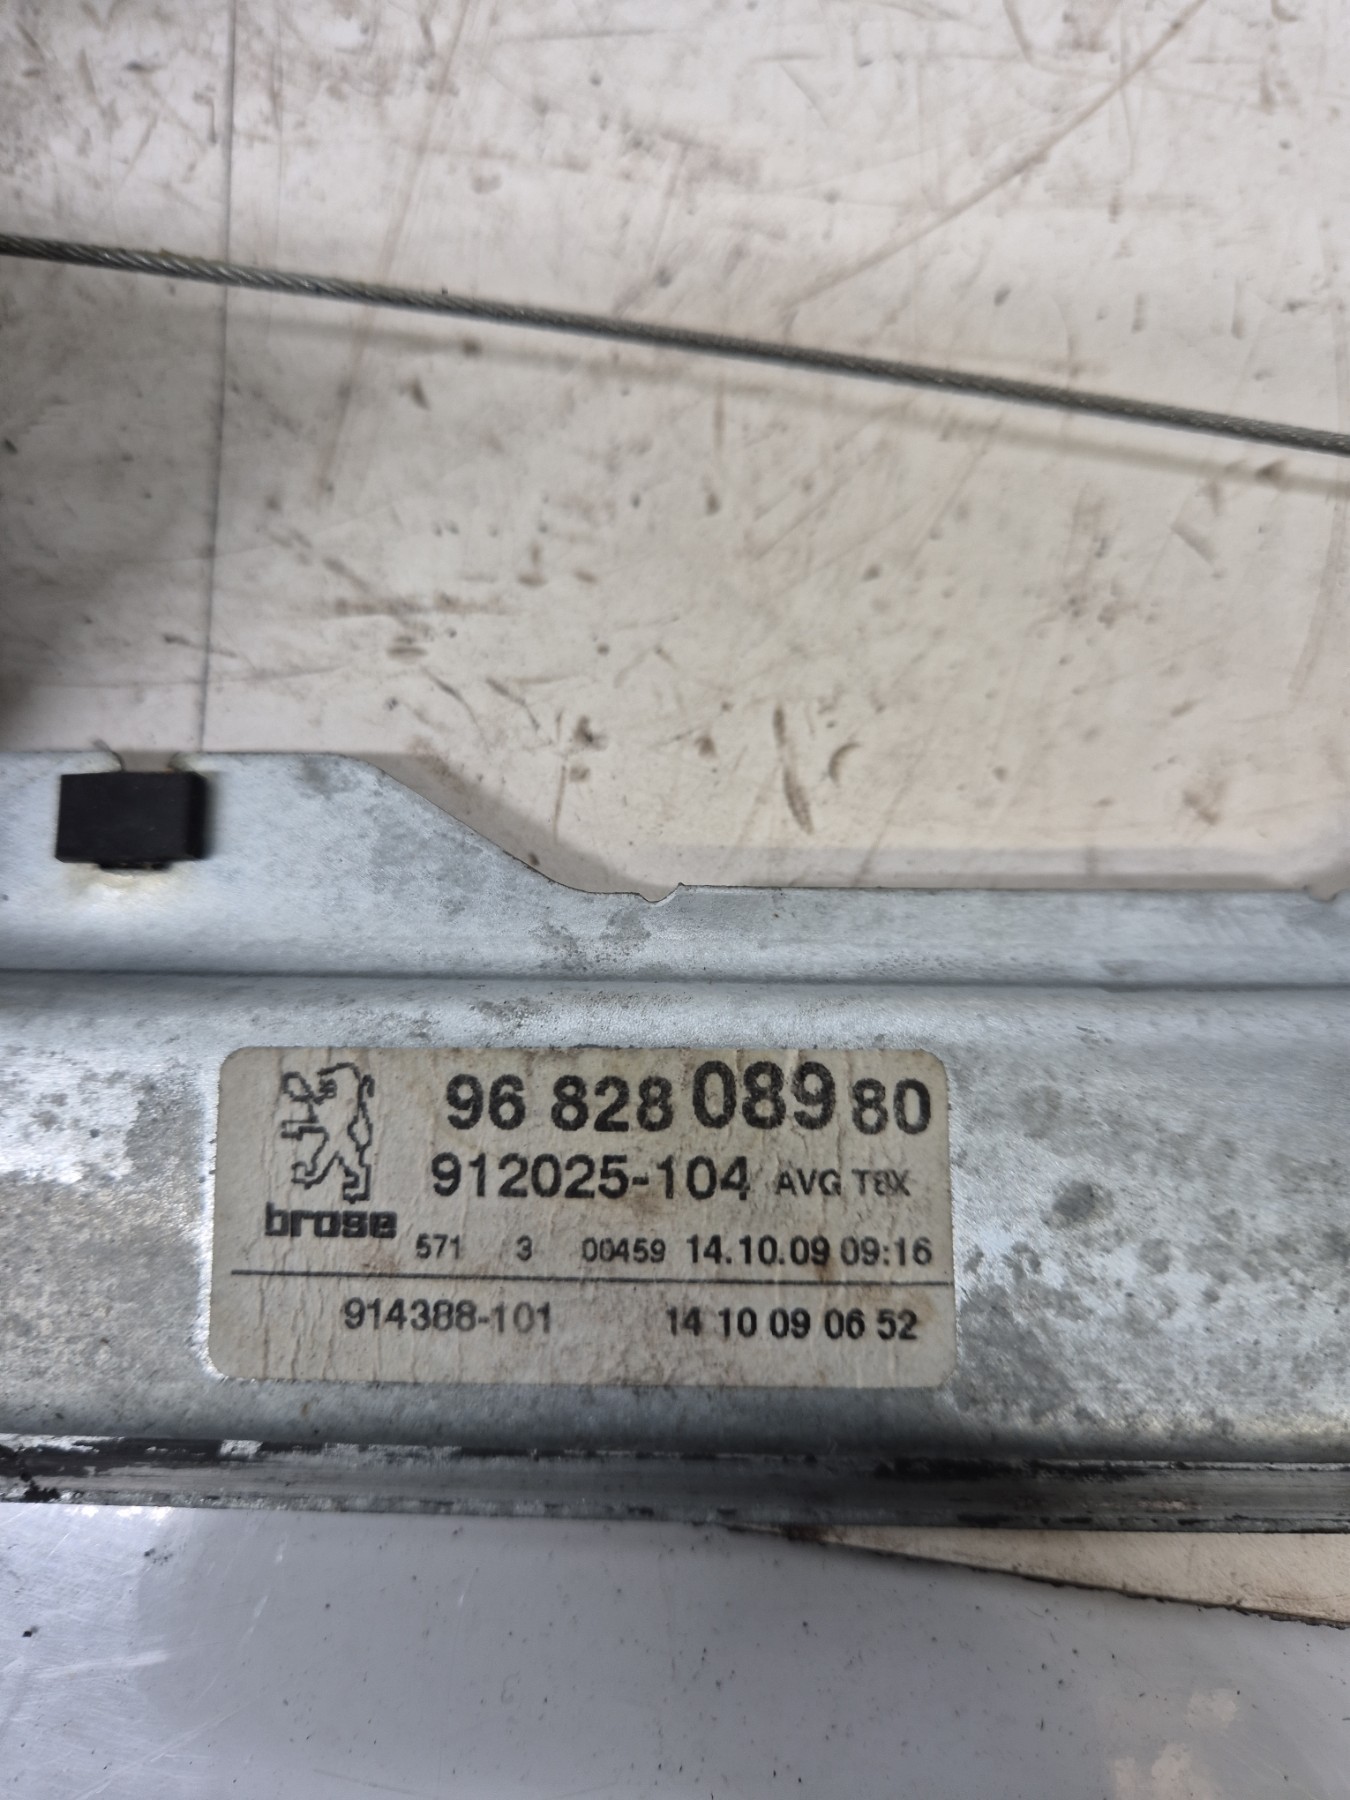 96 828 089 80
912025-104 AVG T8X
brose
571 3 00459 14.10.09 09:16
914388-101 14 10 09 06 52